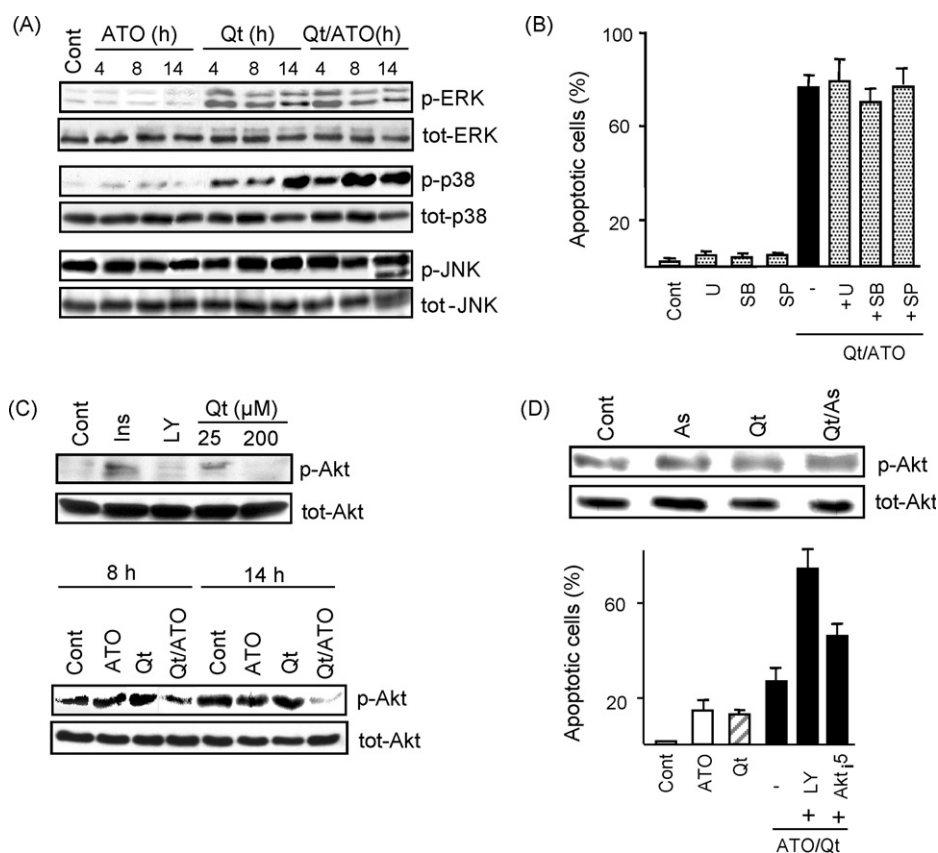 (A)
Cont ATO (h) Qt (h) Qt/ATO(h)
4 8 14 4 8 14 4 8 14
p-ERK
tot-ERK
p-p38
tot-p38
p-JNK
tot-JNK
(B)
Apoptotic cells (%)
100
60
20
Cont U SB SP - + U + SB + SP
Qt/ATO
(C)
Cont Ins LY Qt (µM)
25 200
p-Akt
tot-Akt
8 h 14 h
Cont ATO Qt Qt/ATO Cont ATO Qt Qt/ATO
p-Akt
tot-Akt
(D)
Cont As Qt Qt/As
p-Akt
tot-Akt
Apoptotic cells (%)
60
20
Cont ATO Qt - + LY + Akti5
ATO/Qt